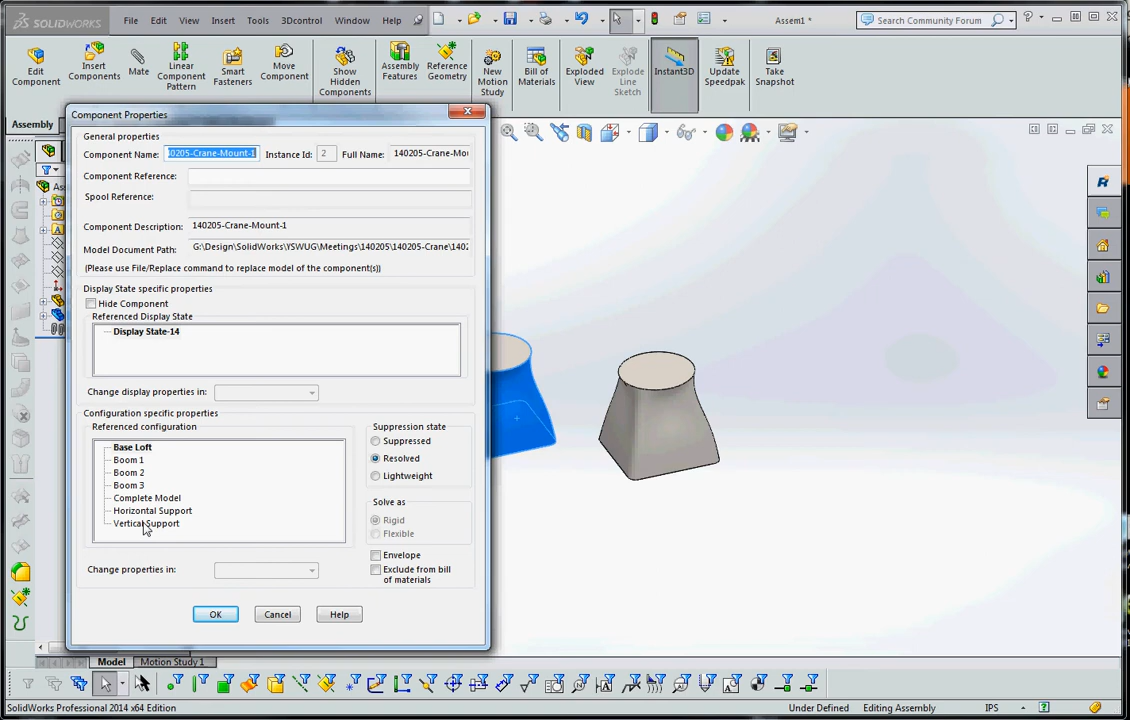 SOLIDWORKS File Edit View Insert Tools 3Dcontrol Window Help Assem1 * Search Community Forum
Edit Component
Insert Components
Mate
Linear Component Pattern
Smart Fasteners
Move Component
Show Hidden Components
Assembly Features
Reference Geometry
New Motion Study
Bill of Materials
Exploded View
Explode Line Sketch
Instant3D
Update Speedpak
Take Snapshot
Assembly
Component Properties
General properties
Component Name: 0205-Crane-Mount-1 Instance Id: 2 Full Name: 140205-Crane-Mou
Component Reference:
Spool Reference:
Component Description: 140205-Crane-Mount-1
Model Document Path: G:\Design\SolidWorks\YSWUG\Meetings\140205\140205-Crane\1402
(Please use File/Replace command to replace model of the component(s))
Display State specific properties
Hide Component
Referenced Display State
Display State-14
Change display properties in:
Configuration specific properties
Referenced configuration
Base Loft
Boom 1
Boom 2
Boom 3
Complete Model
Horizontal Support
Vertical Support
Suppression state
Suppressed
Resolved
Lightweight
Solve as
Rigid
Flexible
Change properties in:
Envelope
Exclude from bill of materials
OK Cancel Help
Model Motion Study 1
SolidWorks Professional 2014 x64 Edition Under Defined Editing Assembly IPS